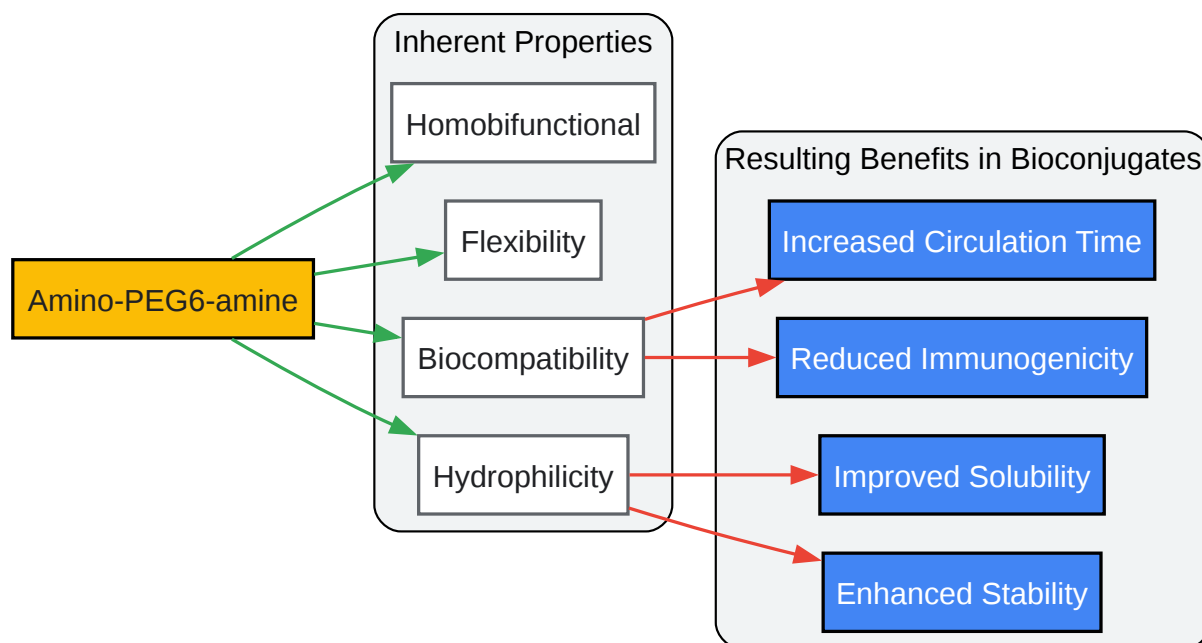 Inherent Properties
Homobifunctional
Flexibility
Amino-PEG6-amine
Biocompatibility
Hydrophilicity
Resulting Benefits in Bioconjugates
Increased Circulation Time
Reduced Immunogenicity
Improved Solubility
Enhanced Stability